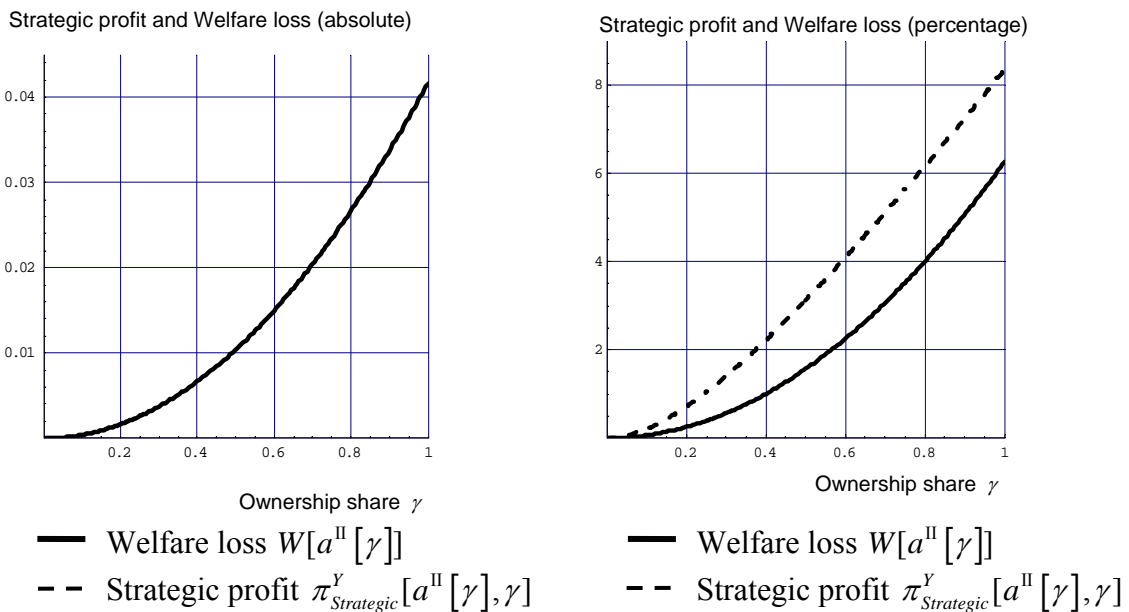 Strategic profit and Welfare loss (absolute)
0.04
0.03
0.02
0.01
0.2 0.4 0.6 0.8 1
Ownership share γ
Welfare loss W[a^II [γ]]
Strategic profit π^Y_Strategic [a^II [γ], γ]
Strategic profit and Welfare loss (percentage)
8
6
4
2
0.2 0.4 0.6 0.8 1
Ownership share γ
Welfare loss W[a^II [γ]]
Strategic profit π^Y_Strategic [a^II [γ], γ]